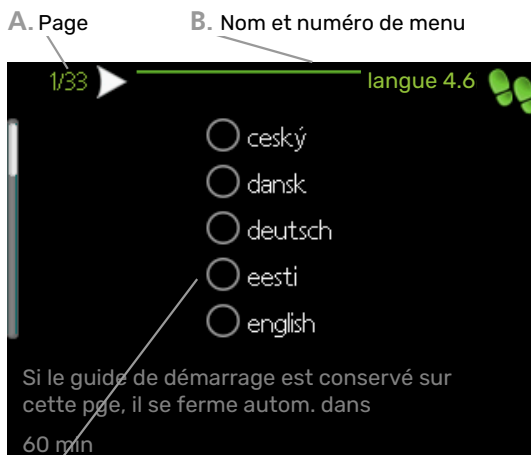 A. Page
B. Nom et numéro de menu
1/33
langue 4.6
ceský
dansk
deutsch
eesti
english
Si le guide de démarrage est conservé sur
cette pge, il se ferme autom. dans
60 min